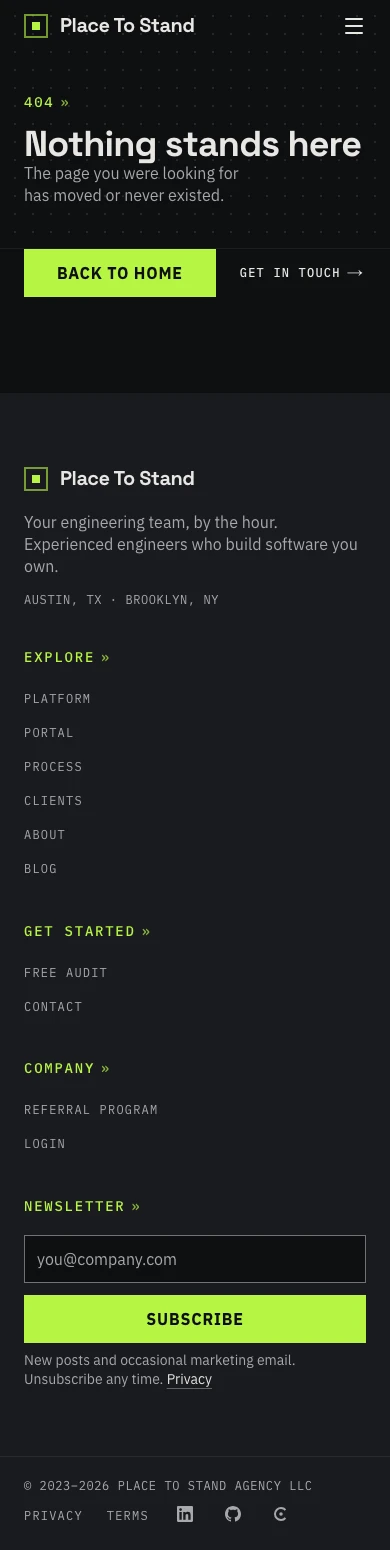 Place To Stand
404 »
Nothing stands here
The page you were looking for
has moved or never existed.
BACK TO HOME
GET IN TOUCH →
Place To Stand
Your engineering team, by the hour.
Experienced engineers who build software you
own.
AUSTIN, TX · BROOKLYN, NY
EXPLORE »
PLATFORM
PORTAL
PROCESS
CLIENTS
ABOUT
BLOG
GET STARTED »
FREE AUDIT
CONTACT
COMPANY »
REFERRAL PROGRAM
LOGIN
NEWSLETTER »
you@company.com
SUBSCRIBE
New posts and occasional marketing email.
Unsubscribe any time. Privacy
© 2023–2026 PLACE TO STAND AGENCY LLC
PRIVACY TERMS